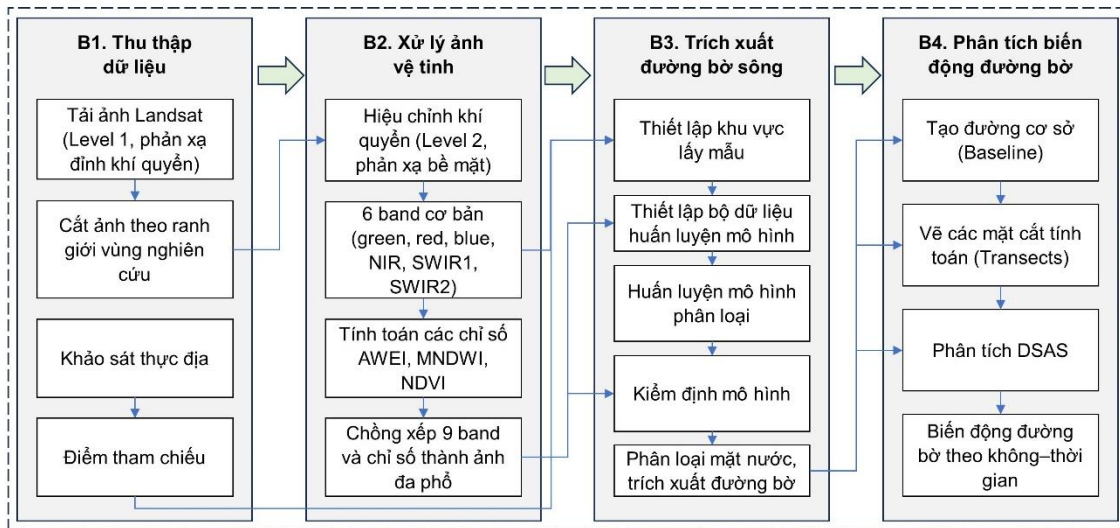 B1. Thu thập
dữ liệu
Tải ảnh Landsat
(Level 1, phản xạ
đỉnh khí quyển)
Cắt ảnh theo ranh
giới vùng nghiên
cứu
Khảo sát thực địa
Điểm tham chiếu
B2. Xử lý ảnh
vệ tinh
Hiệu chỉnh khí
quyển (Level 2,
phản xạ bề mặt)
6 band cơ bản
(green, red, blue,
NIR, SWIR1,
SWIR2)
Tính toán các chỉ số
AWEI, MNDWI,
NDVI
Chồng xếp 9 band
và chỉ số thành ảnh
đa phổ
B3. Trích xuất
đường bờ sông
Thiết lập khu vực
lấy mẫu
Thiết lập bộ dữ liệu
huấn luyện mô hình
Huấn luyện mô hình
phân loại
Kiểm định mô hình
Phân loại mặt nước,
trích xuất đường bờ
B4. Phân tích biến
động đường bờ
Tạo đường cơ sở
(Baseline)
Vẽ các mặt cắt tính
toán (Transects)
Phân tích DSAS
Biến động đường
bờ theo không–thời
gian